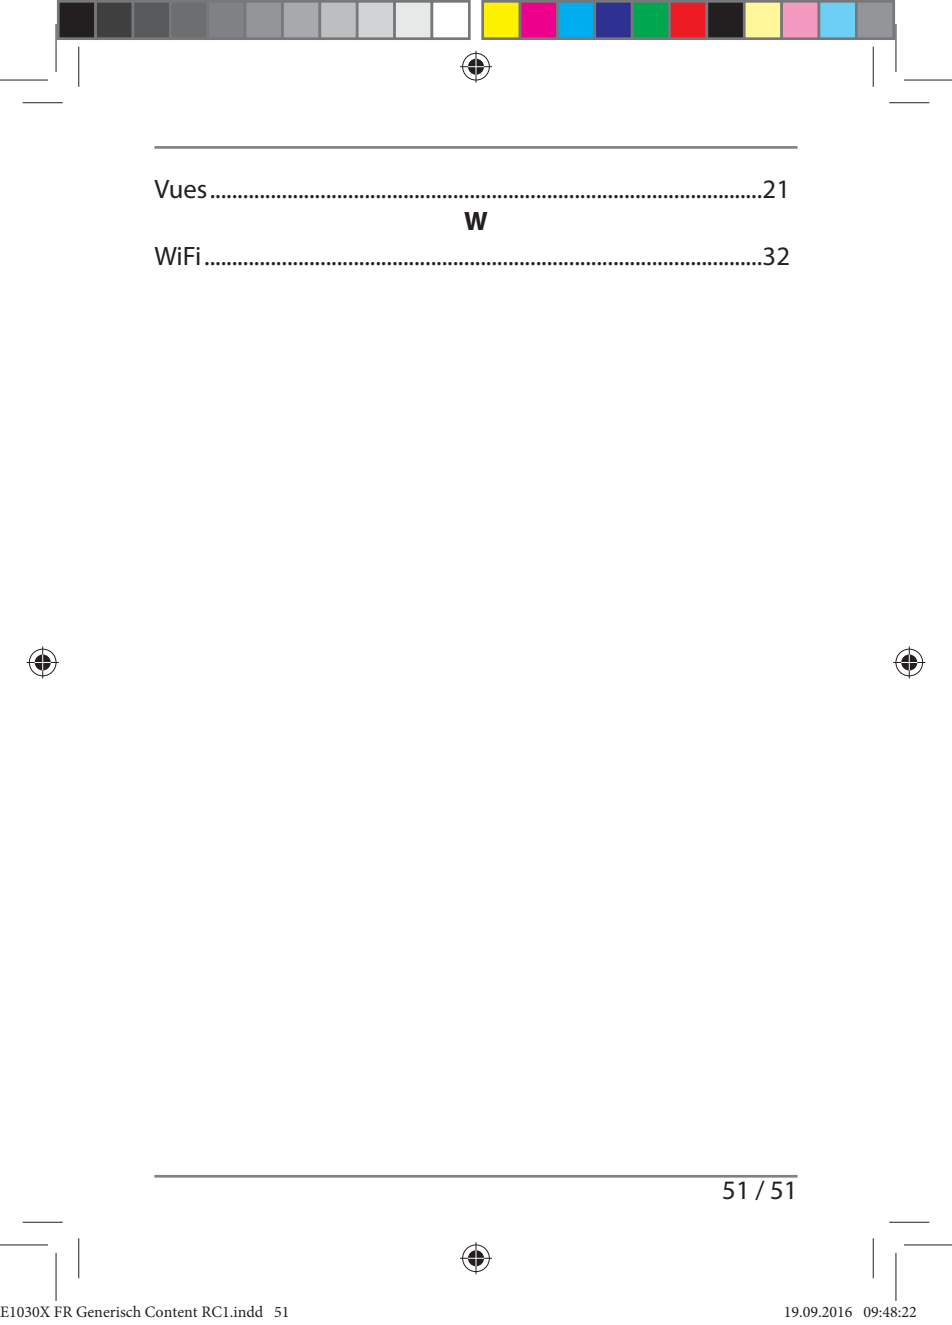 Vues...........................................................................................................21
W
WiFi............................................................................................................32
51 / 51
E1030X FR Generisch Content RC1.indd 51 19.09.2016 09:48:22